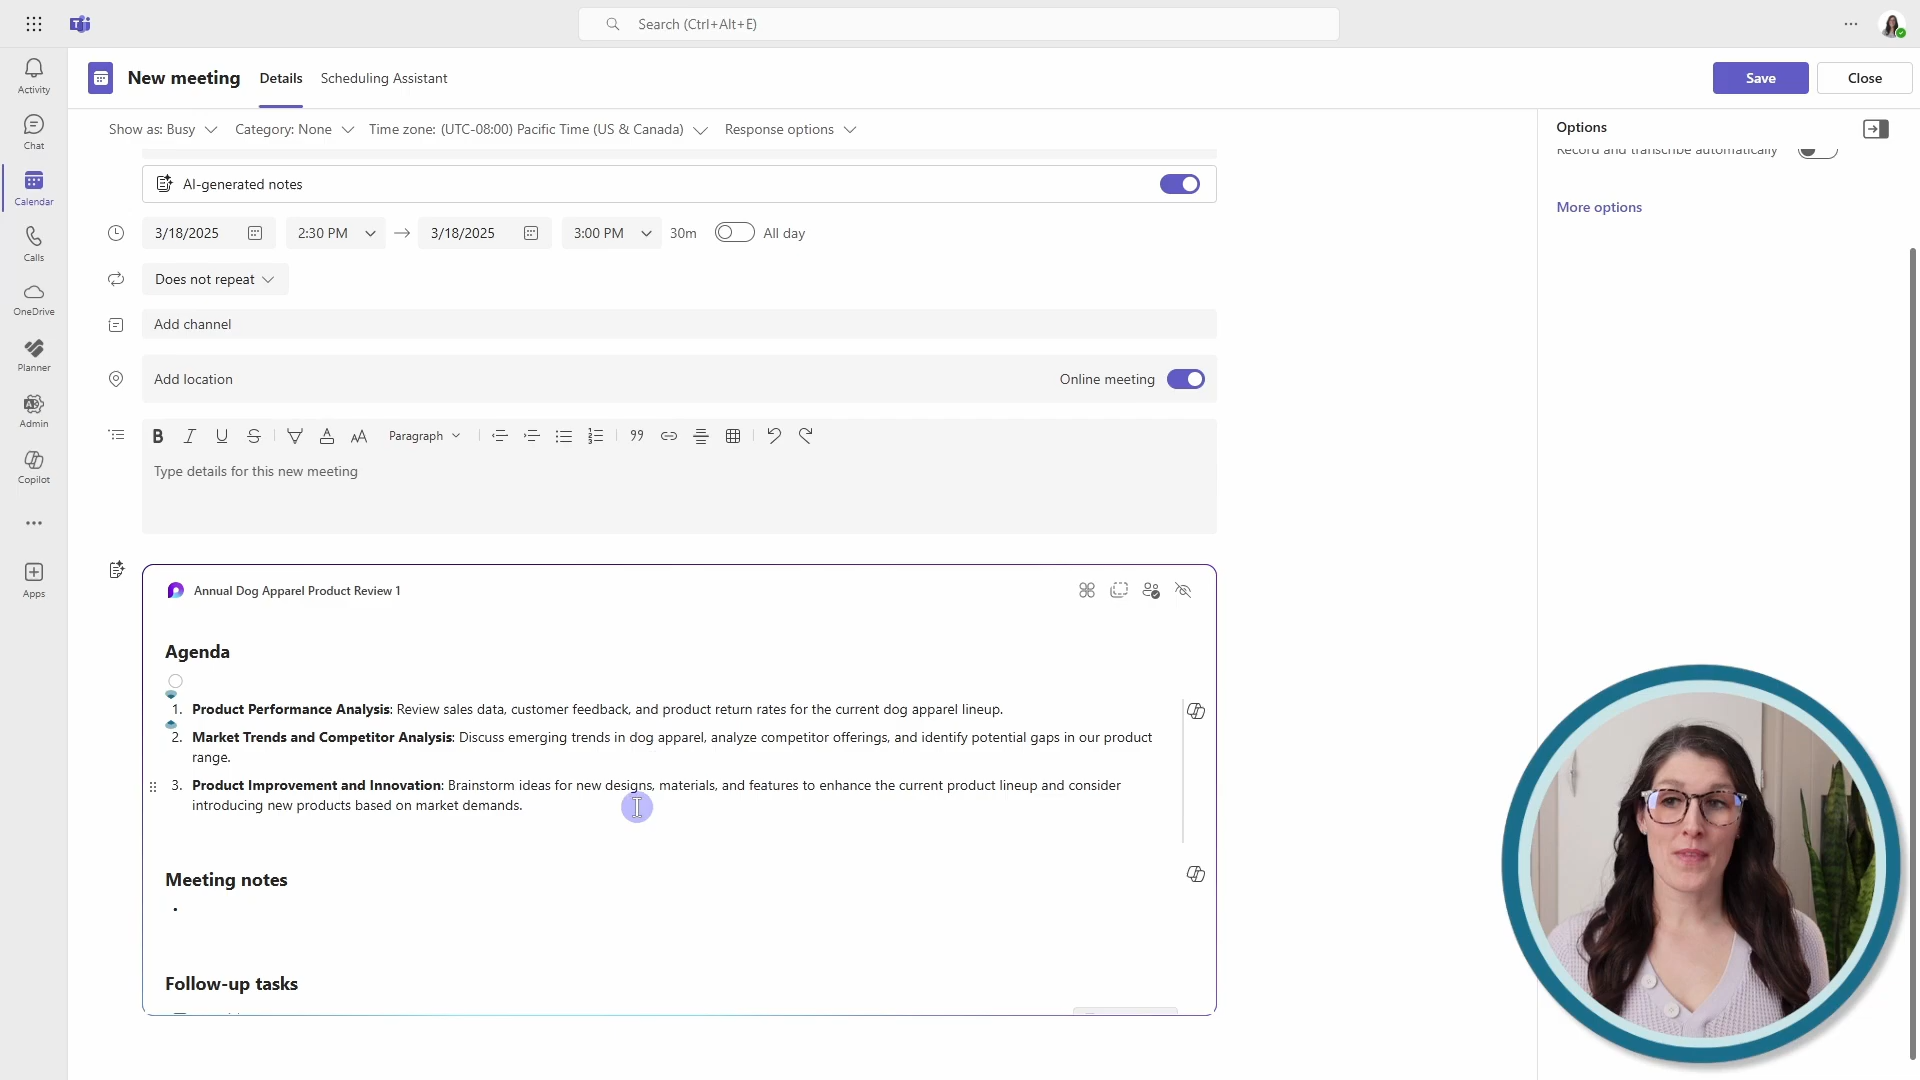 Search (Ctrl+Alt+E)
Activity
Chat
Calendar
Calls
OneDrive
Planner
Admin
Copilot
Apps
New meeting
Details
Scheduling Assistant
Save
Close
Show as: Busy
Category: None
Time zone: (UTC-08:00) Pacific Time (US & Canada)
Response options
AI-generated notes
3/18/2025
2:30 PM
3/18/2025
3:00 PM
30m
All day
Does not repeat
Add channel
Add location
Online meeting
Paragraph
Type details for this new meeting
Annual Dog Apparel Product Review 1
Agenda
1. Product Performance Analysis: Review sales data, customer feedback, and product return rates for the current dog apparel lineup.
2. Market Trends and Competitor Analysis: Discuss emerging trends in dog apparel, analyze competitor offerings, and identify potential gaps in our product
range.
3. Product Improvement and Innovation: Brainstorm ideas for new designs, materials, and features to enhance the current product lineup and consider
introducing new products based on market demands.
Meeting notes
Follow-up tasks
Options
Record and transcribe automatically
More options